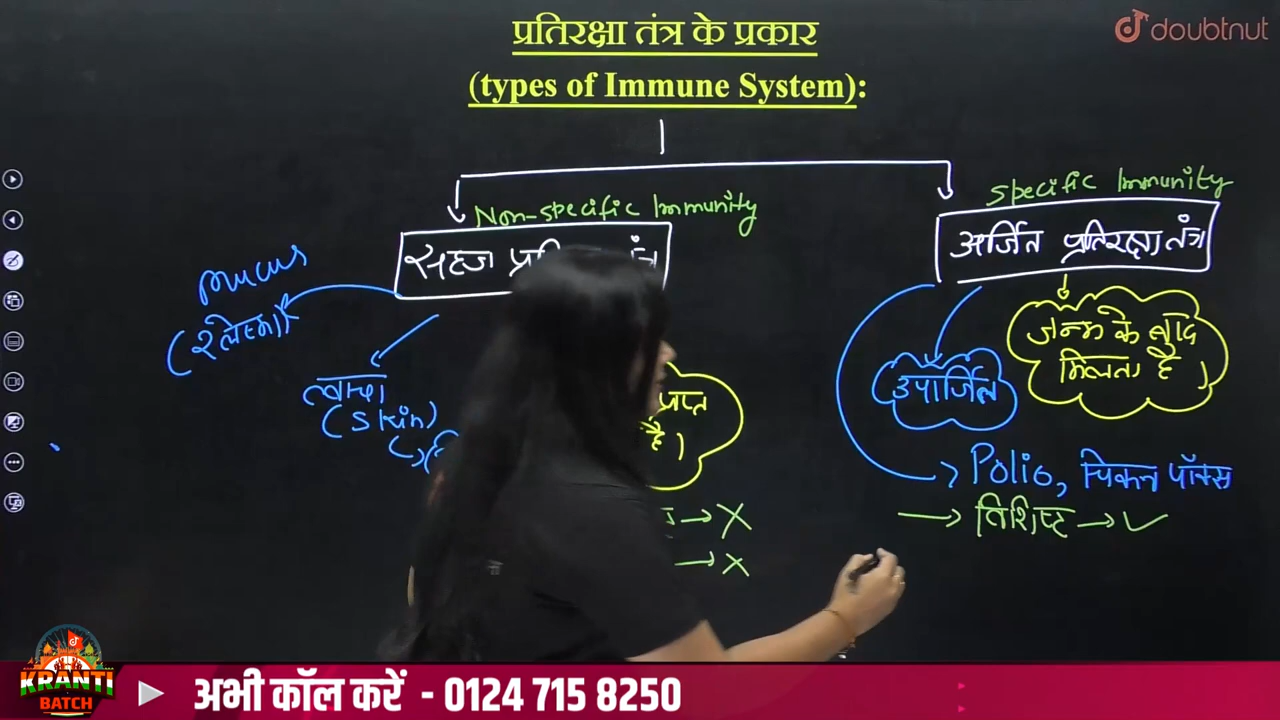 प्रतिरक्षा तंत्र के प्रकार
(types of Immune System):
doubtnut
Non-specific Immunity
सहज
specific Immunity
अर्जित प्रतिरक्षा तंत्र
mucus
(श्लेष्मा)
त्वचा
(skin)
प्राप्त
है।
उपार्जित
जन्म के बाद
मिलता है।
Polio, चिकन पॉक्स
→ विशिष्ट → ✓
→ X
→ x
KRANTI
BATCH
अभी कॉल करें - 0124 715 8250